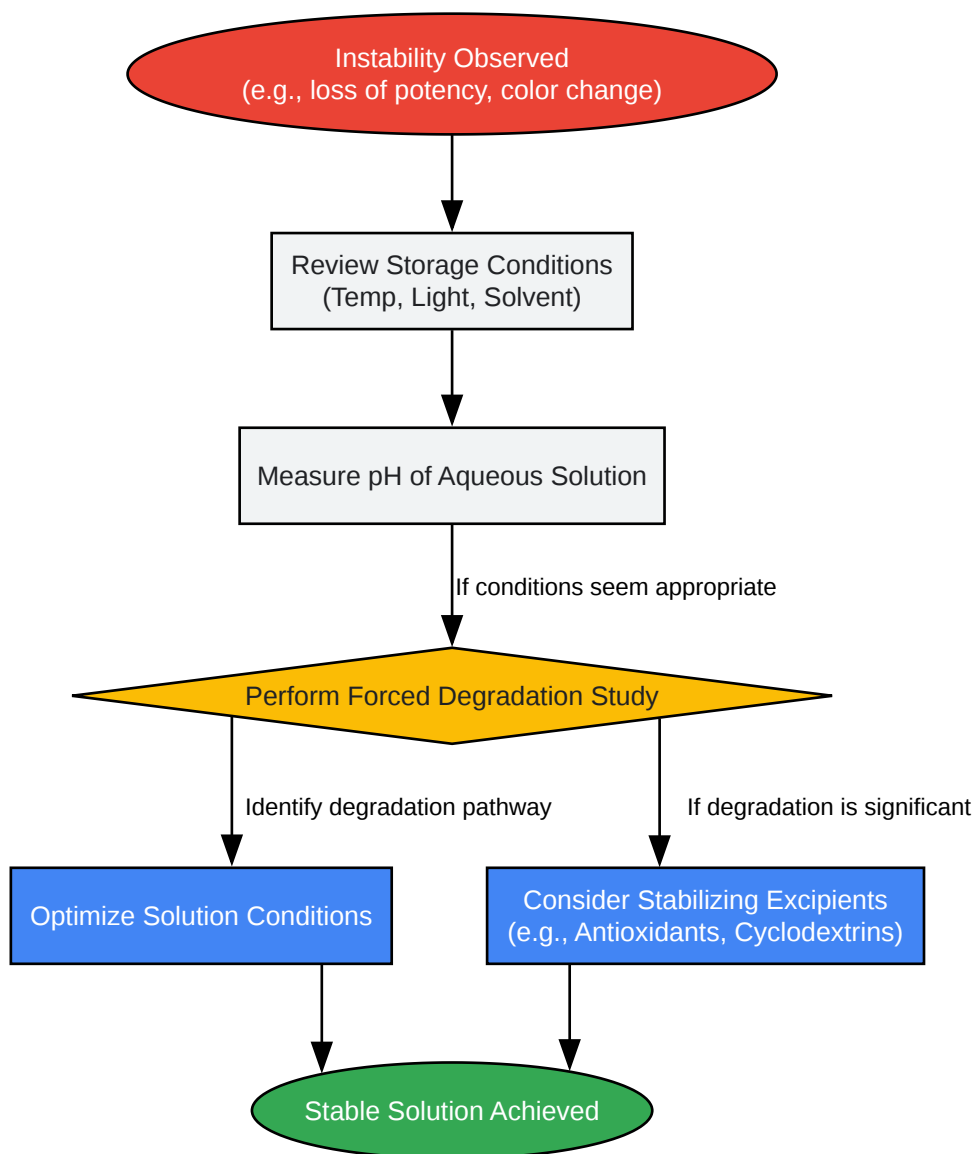 Instability Observed
(e.g., loss of potency, color change)
Review Storage Conditions
(Temp, Light, Solvent)
Measure pH of Aqueous Solution
If conditions seem appropriate
Perform Forced Degradation Study
Identify degradation pathway
If degradation is significant
Optimize Solution Conditions
Consider Stabilizing Excipients
(e.g., Antioxidants, Cyclodextrins)
Stable Solution Achieved